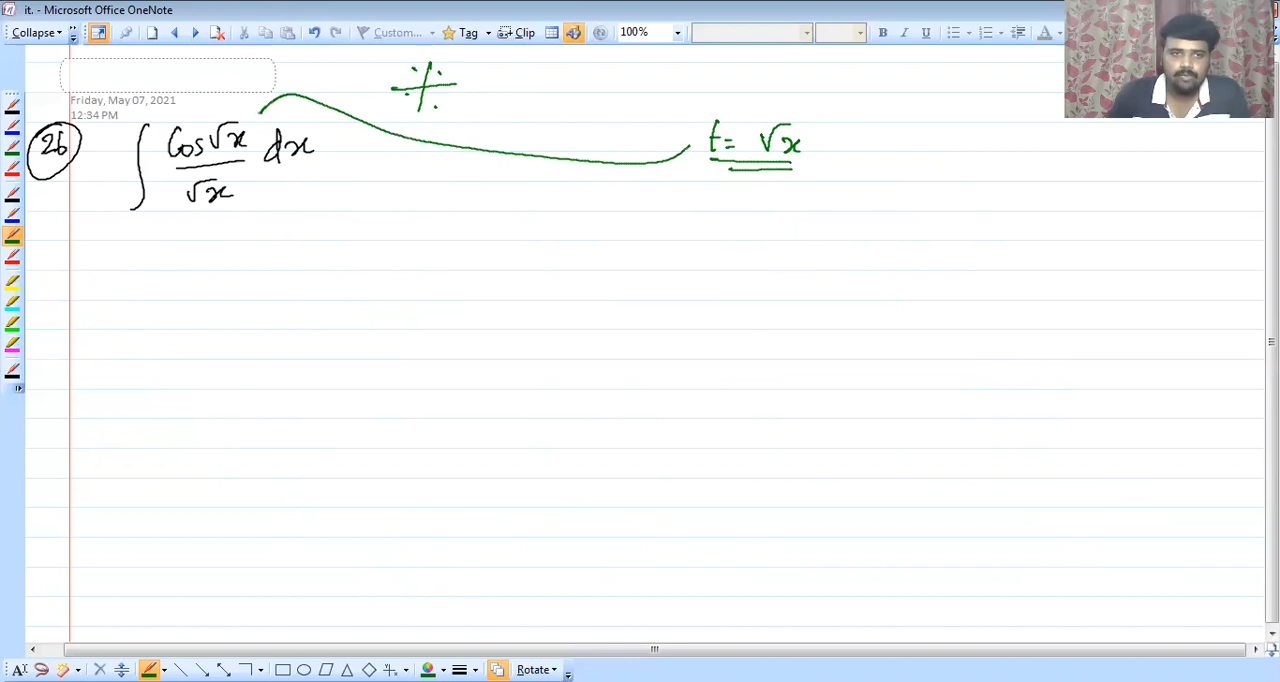 it. - Microsoft Office OneNote
Collapse Custom... Tag Clip 100% B I U A
Friday, May 07, 2021
12:34 PM
26 ∫ Cos√x / √x dx t = √x
Rotate